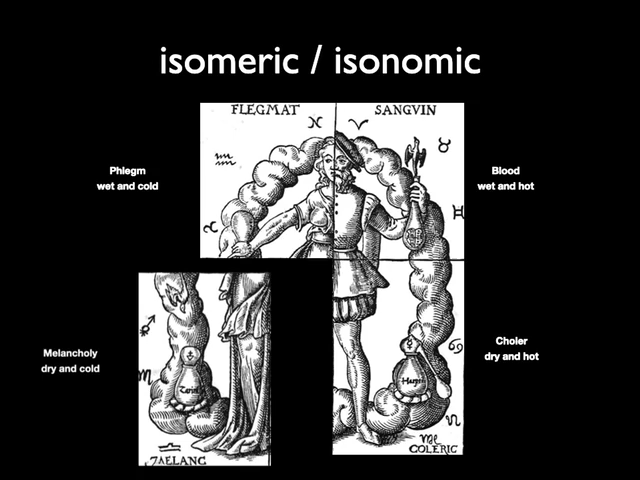 isomeric / isonomic
FLEGMAT
SANGVIN
Phlegm
wet and cold
Blood
wet and hot
Melancholy
dry and cold
Choler
dry and hot
COLERIC